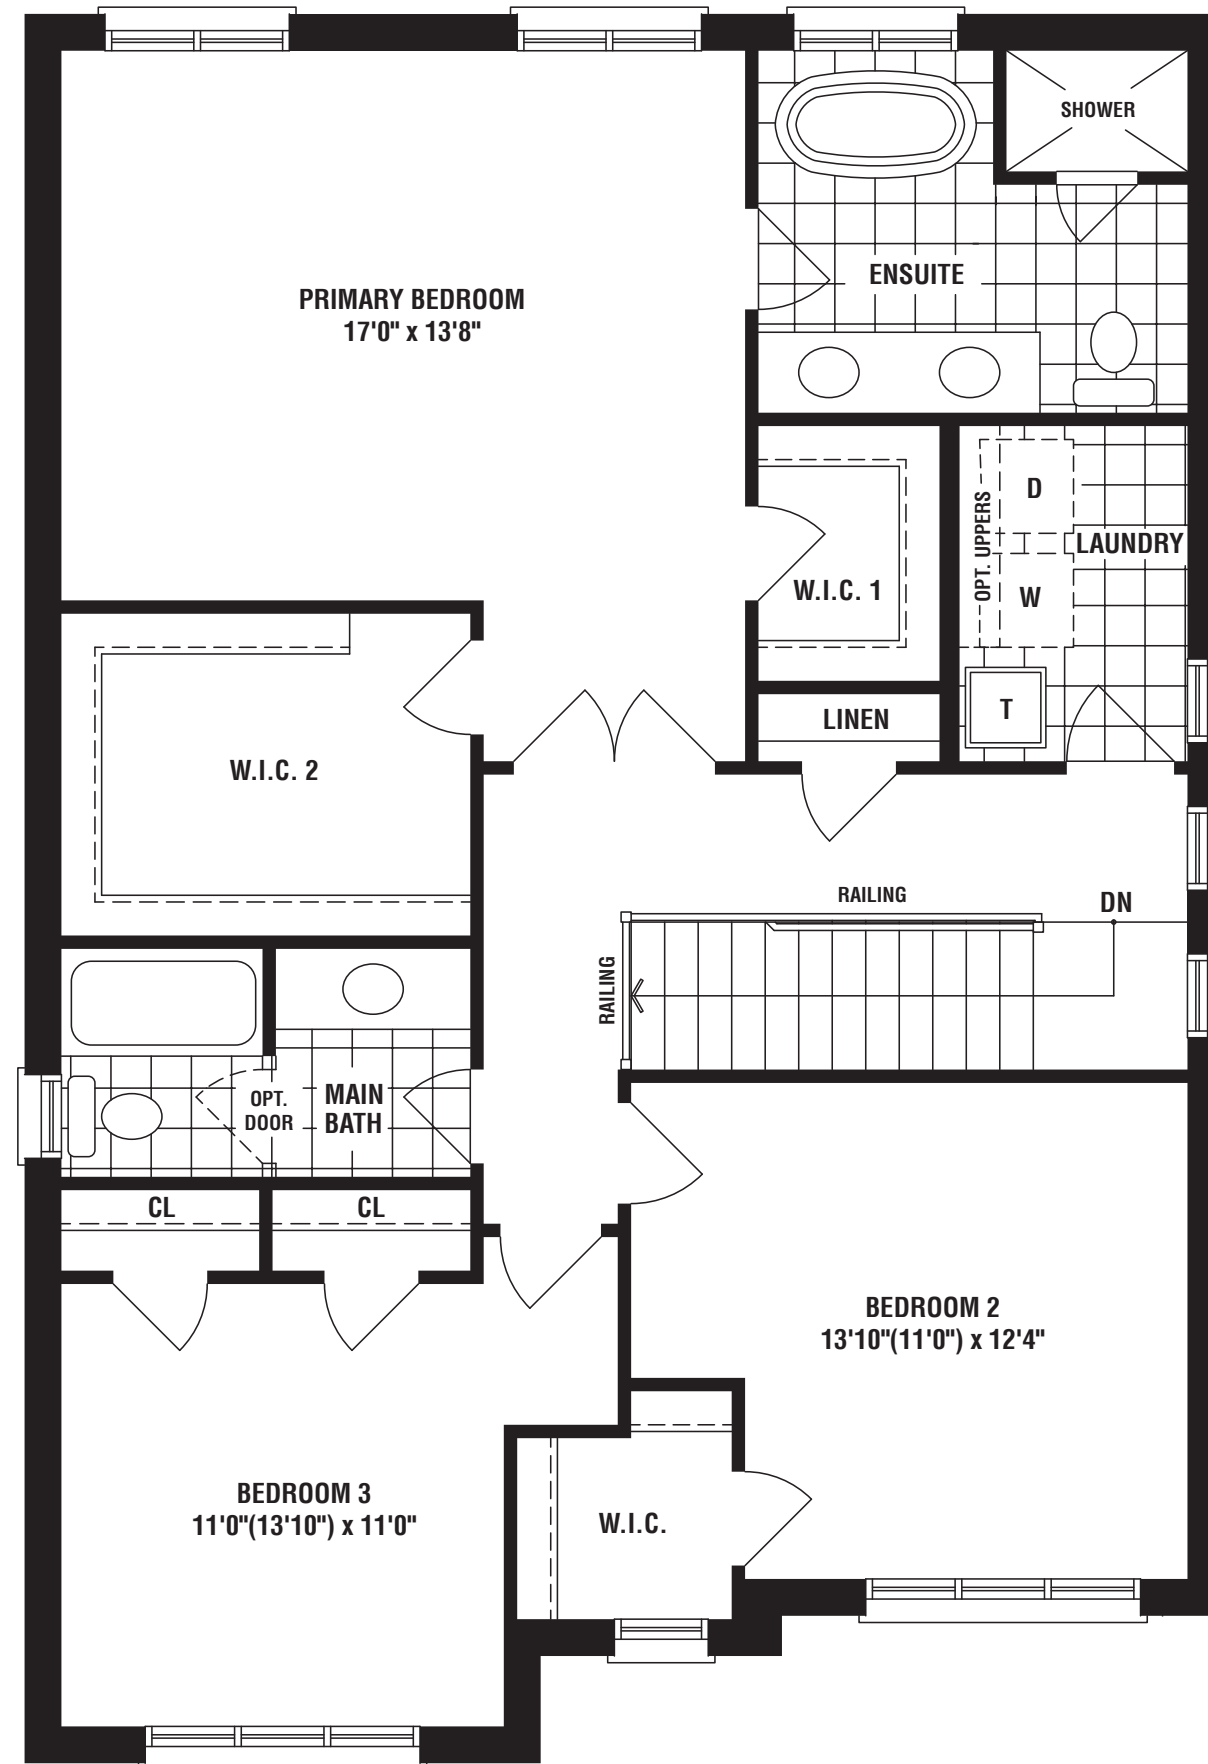 SHOWER
ENSUITE
PRIMARY BEDROOM
17'0" x 13'8"
D
OPT. UPPERS
LAUNDRY
W.I.C. 1
W
LINEN
T
W.I.C. 2
RAILING
DN
RAILING
OPT.
DOOR
MAIN
BATH
CL
CL
BEDROOM 2
13'10"(11'0") x 12'4"
BEDROOM 3
11'0"(13'10") x 11'0"
W.I.C.